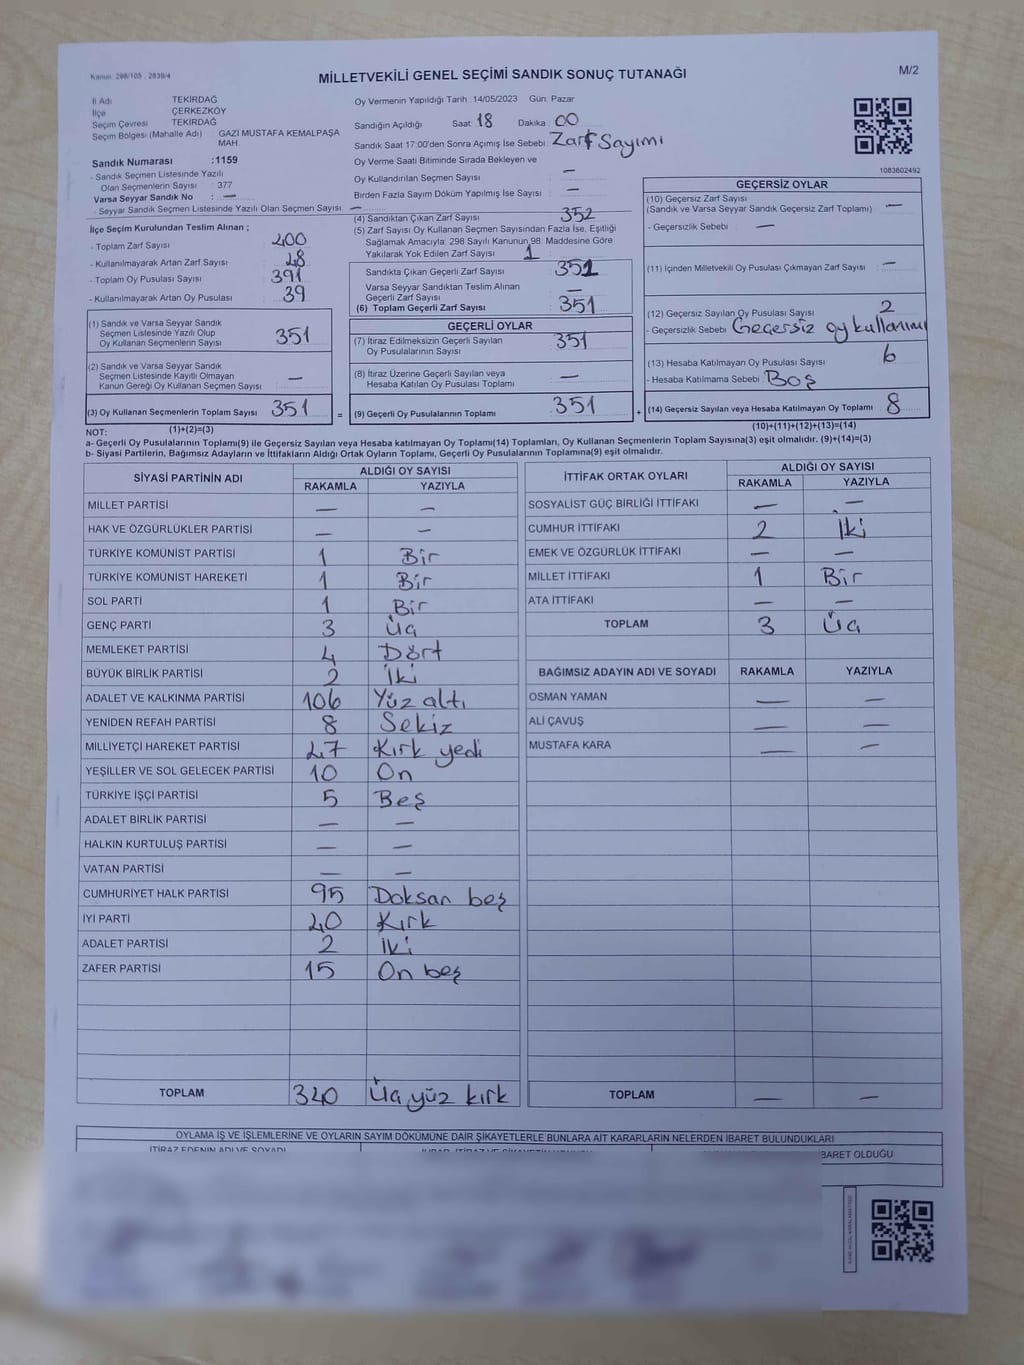 Kanun: 298/105 , 2839/4
MİLLETVEKİLİ GENEL SEÇİMİ SANDIK SONUÇ TUTANAĞI
M/2
İl Adı TEKİRDAĞ
İlçe ÇERKEZKÖY
Seçim Çevresi TEKİRDAĞ
Seçim Bölgesi (Mahalle Adı) : GAZİ MUSTAFA KEMALPAŞA MAH.
Sandık Numarası :1159
- Sandık Seçmen Listesinde Yazılı
Olan Seçmenlerin Sayısı : 377
Varsa Seyyar Sandık No : —
- Seyyar Sandık Seçmen Listesinde Yazılı Olan Seçmen Sayısı : —
Oy Vermenin Yapıldığı Tarih : 14/05/2023 Gün: Pazar
Sandığın Açıldığı Saat: 18 Dakika: 00
Sandık Saat 17:00'den Sonra Açımış İse Sebebi: Zarf Sayımı
Oy Verme Saati Bitiminde Sırada Bekleyen ve
Oy Kullandırılan Seçmen Sayısı : —
Birden Fazla Sayım Döküm Yapılmış İse Sayısı : —
1083602492
İlçe Seçim Kurulundan Teslim Alınan ;
- Toplam Zarf Sayısı 400
- Kullanılmayarak Artan Zarf Sayısı 48
- Toplam Oy Pusulası Sayısı 391
- Kullanılmayarak Artan Oy Pusulası 39
(4) Sandıktan Çıkan Zarf Sayısı 352
(5) Zarf Sayısı Oy Kullanan Seçmen Sayısından Fazla İse, Eşitliği
Sağlamak Amacıyla: 298 Sayılı Kanunun 98. Maddesine Göre
Yakılarak Yok Edilen Zarf Sayısı 1
Sandıkta Çıkan Geçerli Zarf Sayısı 351
Varsa Seyyar Sandıktan Teslim Alınan
Geçerli Zarf Sayısı —
(6) Toplam Geçerli Zarf Sayısı 351
GEÇERSİZ OYLAR
(10) Geçersiz Zarf Sayısı
(Sandık ve Varsa Seyyar Sandık Geçersiz Zarf Toplamı) —
- Geçersizlik Sebebi : —
(11) İçinden Milletvekili Oy Pusulası Çıkmayan Zarf Sayısı : —
(12) Geçersiz Sayılan Oy Pusulası Sayısı 2
- Geçersizlik Sebebi : Geçersiz oy kullanımı
(13) Hesaba Katılmayan Oy Pusulası Sayısı 6
- Hesaba Katılmama Sebebi : Boş
(14) Geçersiz Sayılan veya Hesaba Katılmayan Oy Toplamı 8
(1) Sandık ve Varsa Seyyar Sandık
Seçmen Listesinde Yazılı Olup
Oy Kullanan Seçmenlerin Sayısı 351
(2) Sandık ve Varsa Seyyar Sandık
Seçmen Listesinde Kayıtlı Olmayan
Kanun Gereği Oy Kullanan Seçmen Sayısı —
(3) Oy Kullanan Seçmenlerin Toplam Sayısı 351 =
GEÇERLİ OYLAR
(7) İtiraz Edilmeksizin Geçerli Sayılan
Oy Pusulalarının Sayısı 351
(8) İtiraz Üzerine Geçerli Sayılan veya
Hesaba Katılan Oy Pusulası Toplamı —
(9) Geçerli Oy Pusulalarının Toplamı 351 +
NOT: (1)+(2)=(3)
(10)+(11)+(12)+(13)=(14)
a- Geçerli Oy Pusulalarının Toplamı(9) ile Geçersiz Sayılan veya Hesaba katılmayan Oy Toplamı(14) Toplamları, Oy Kullanan Seçmenlerin Toplam Sayısına(3) eşit olmalıdır. (9)+(14)=(3)
b- Siyasi Partilerin, Bağımsız Adayların ve İttifakların Aldığı Ortak Oyların Toplamı, Geçerli Oy Pusulalarının Toplamına(9) eşit olmalıdır.
SİYASİ PARTİNİN ADI ALDIĞI OY SAYISI
RAKAMLA YAZIYLA
MİLLET PARTİSİ — —
HAK VE ÖZGÜRLÜKLER PARTİSİ — —
TÜRKİYE KOMÜNİST PARTİSİ 1 Bir
TÜRKİYE KOMÜNİST HAREKETİ 1 Bir
SOL PARTİ 1 Bir
GENÇ PARTİ 3 Üç
MEMLEKET PARTİSİ 4 Dört
BÜYÜK BİRLİK PARTİSİ 2 İki
ADALET VE KALKINMA PARTİSİ 106 Yüz altı
YENİDEN REFAH PARTİSİ 8 Sekiz
MİLLİYETÇİ HAREKET PARTİSİ 47 Kırk yedi
YEŞİLLER VE SOL GELECEK PARTİSİ 10 On
TÜRKİYE İŞÇİ PARTİSİ 5 Beş
ADALET BİRLİK PARTİSİ — —
HALKIN KURTULUŞ PARTİSİ — —
VATAN PARTİSİ — —
CUMHURİYET HALK PARTİSİ 95 Doksan beş
İYİ PARTİ 40 Kırk
ADALET PARTİSİ 2 İki
ZAFER PARTİSİ 15 On beş
TOPLAM 340 Üç yüz kırk
İTTİFAK ORTAK OYLARI ALDIĞI OY SAYISI
RAKAMLA YAZIYLA
SOSYALİST GÜÇ BİRLİĞİ İTTİFAKI — —
CUMHUR İTTİFAKI 2 İki
EMEK VE ÖZGÜRLÜK İTTİFAKI — —
MİLLET İTTİFAKI 1 Bir
ATA İTTİFAKI — —
TOPLAM 3 Üç
BAĞIMSIZ ADAYIN ADI VE SOYADI RAKAMLA YAZIYLA
OSMAN YAMAN — —
ALİ ÇAVUŞ — —
MUSTAFA KARA — —
TOPLAM — —
OYLAMA İŞ VE İŞLEMLERİNE VE OYLARIN SAYIM DÖKÜMÜNE DAİR ŞİKAYETLERLE BUNLARA AİT KARARLARIN NELERDEN İBARET BULUNDUKLARI
İTİRAZ EDENİN ADI VE SOYADI
BARET OLDUĞU